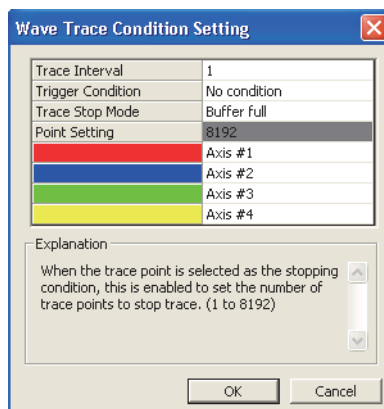 Wave Trace Condition Setting
Trace Interval 1
Trigger Condition No condition
Trace Stop Mode Buffer full
Point Setting 8192
Axis #1
Axis #2
Axis #3
Axis #4
Explanation
When the trace point is selected as the stopping
condition, this is enabled to set the number of
trace points to stop trace. (1 to 8192)
OK Cancel